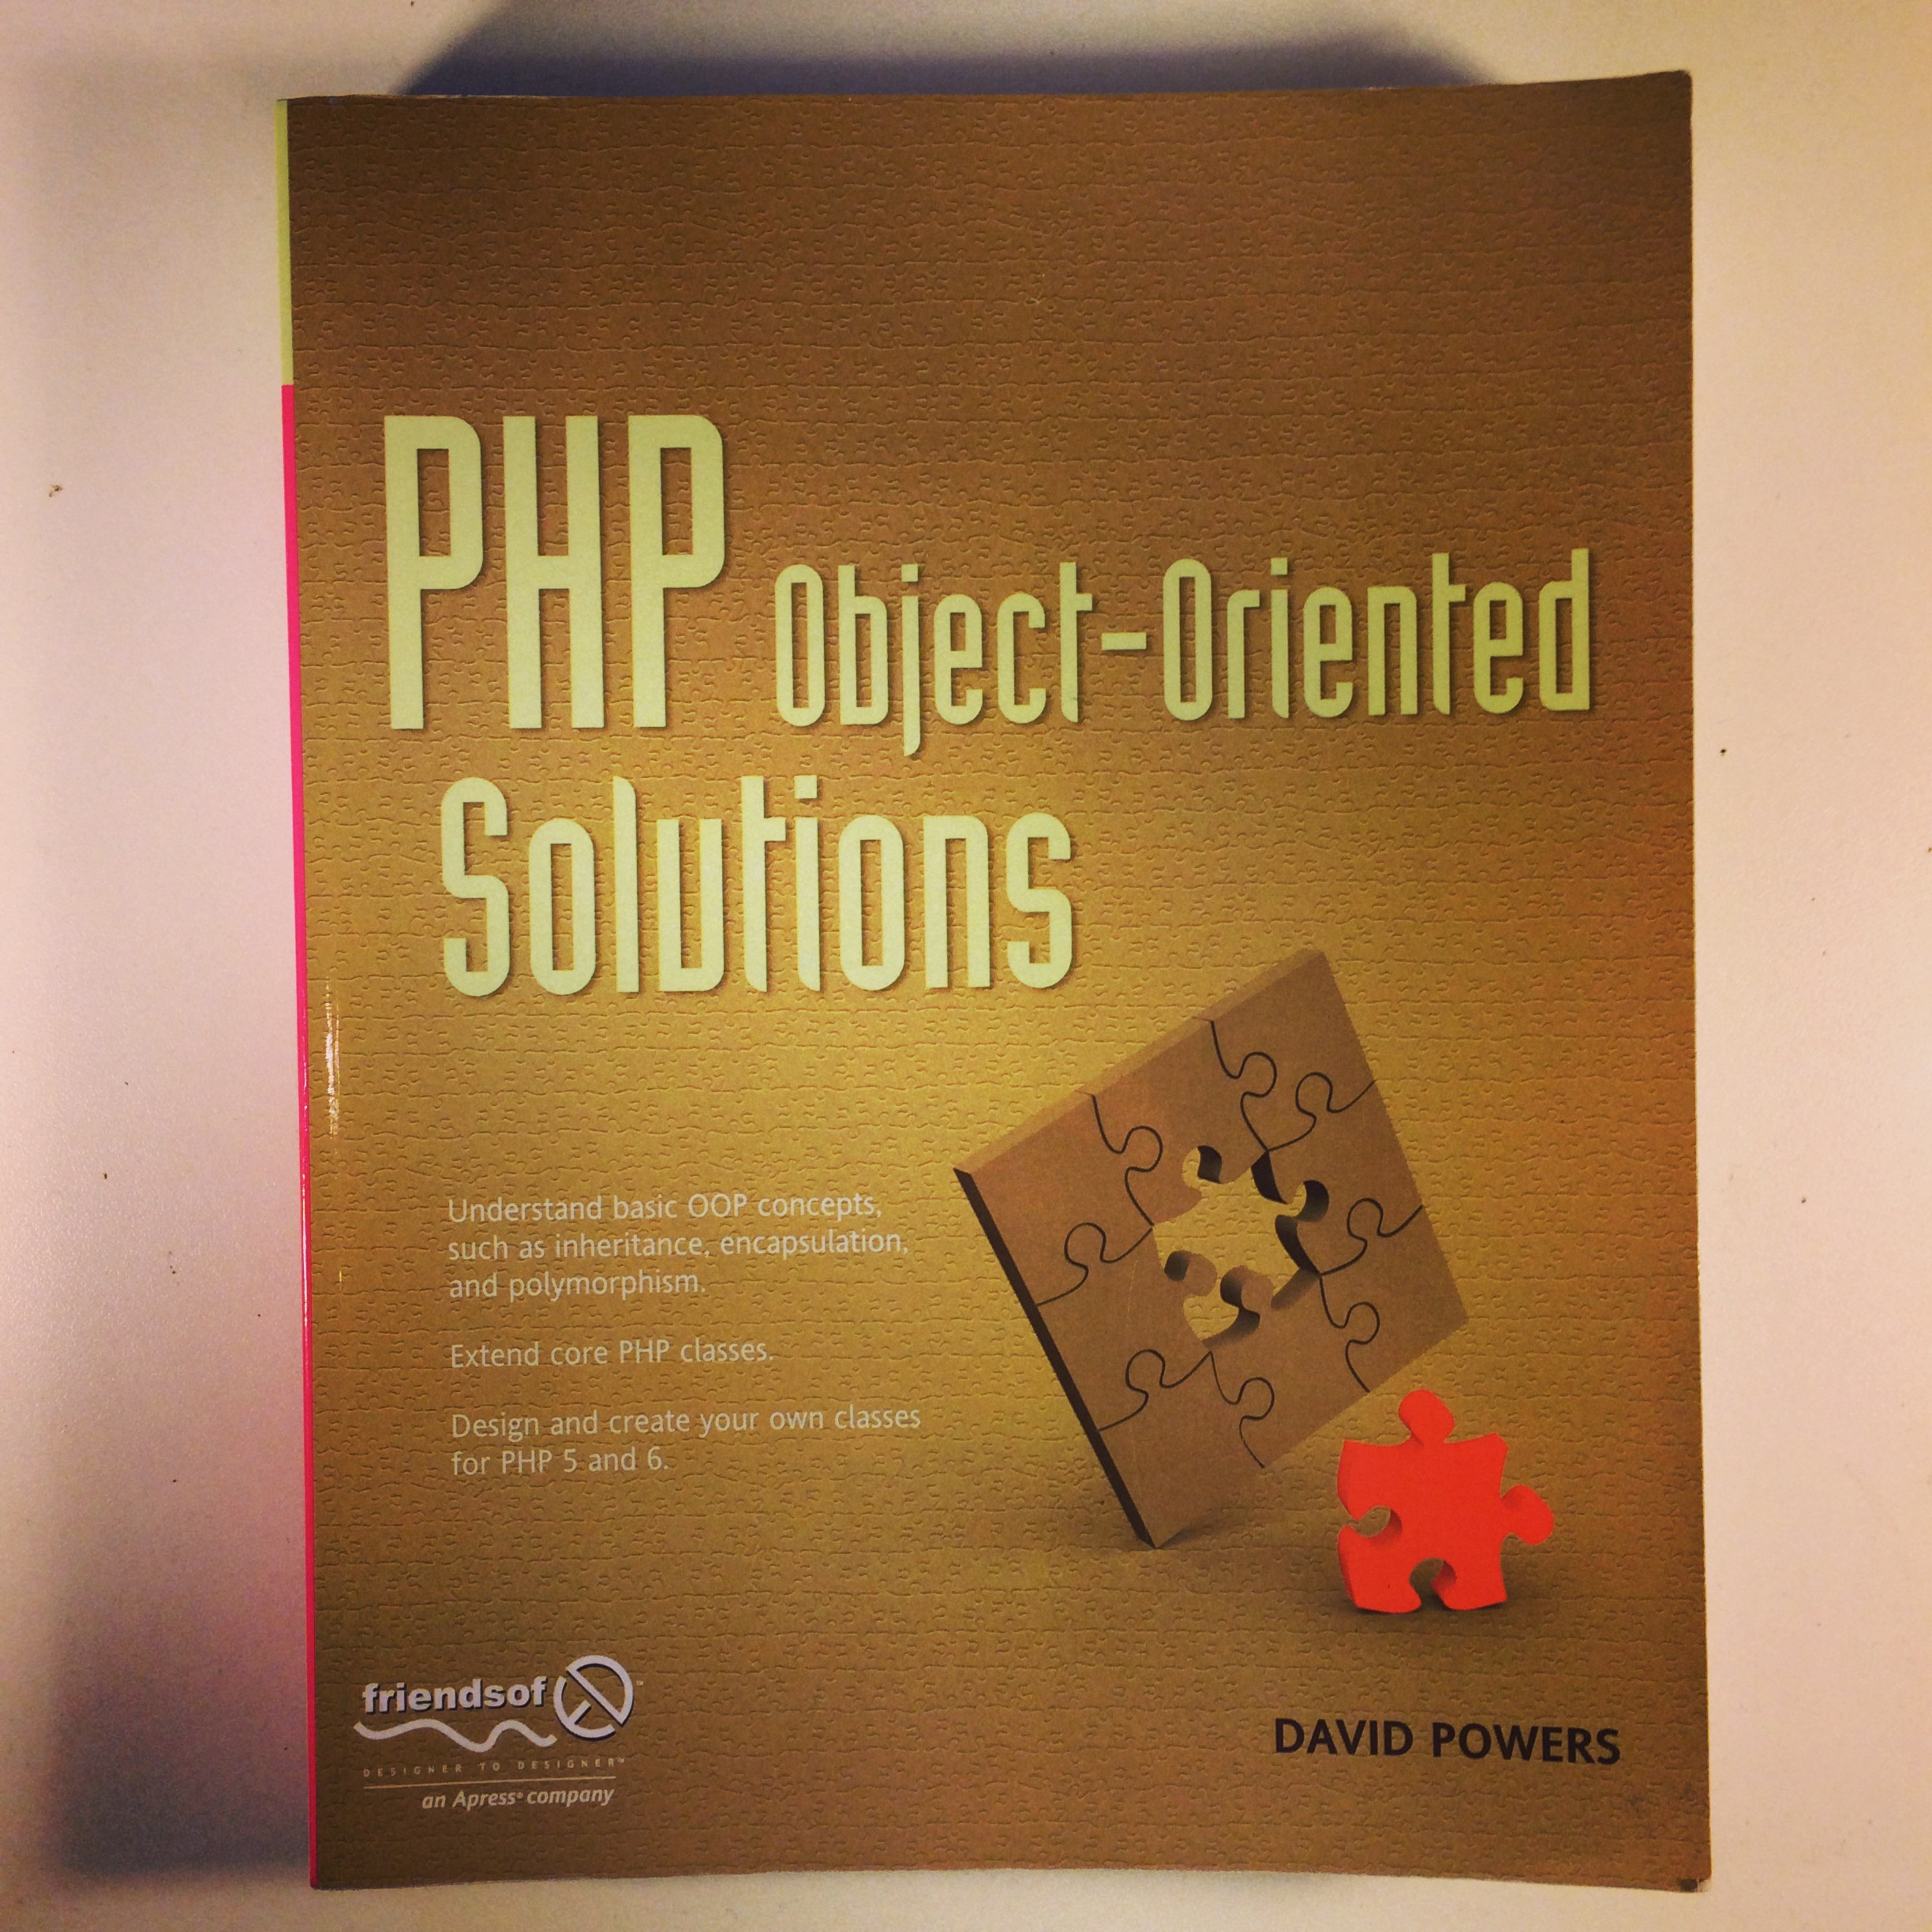 PHP Object-Oriented
Solutions
Understand basic OOP concepts,
such as inheritance, encapsulation,
and polymorphism.
Extend core PHP classes.
Design and create your own classes
for PHP 5 and 6.
friendsof
DESIGNER TO DESIGNER™
an Apress® company
DAVID POWERS